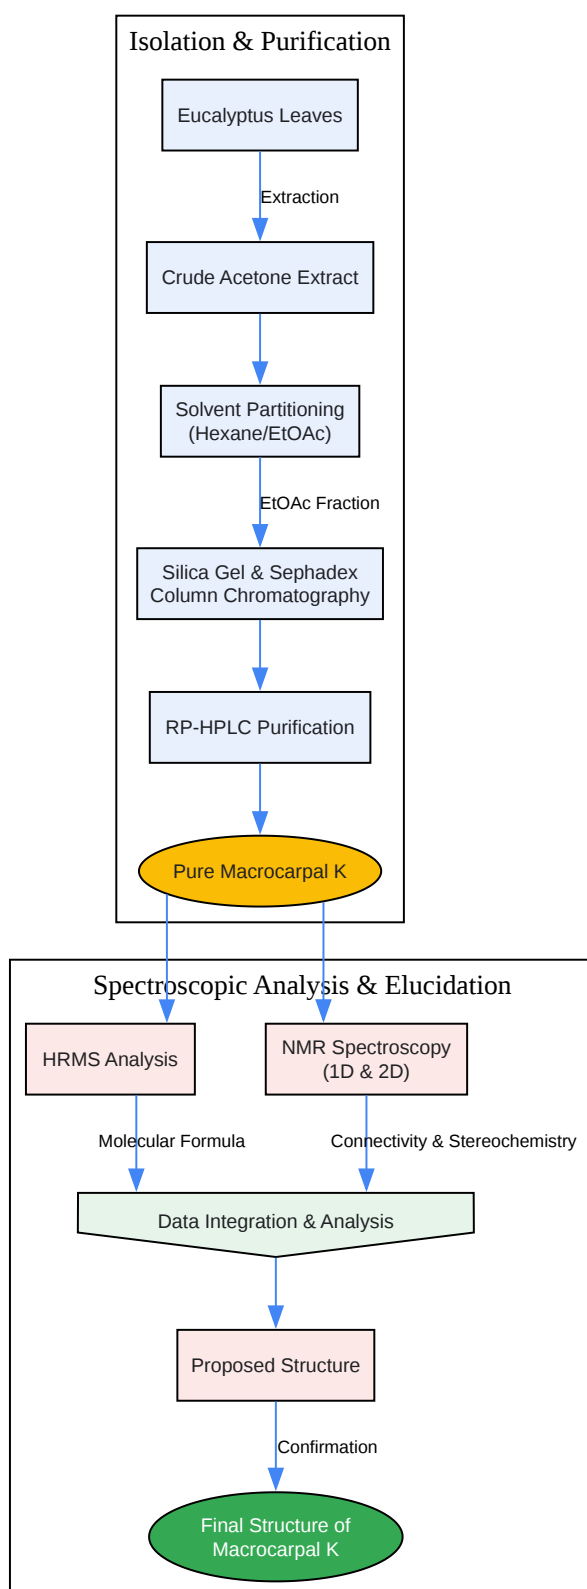 Isolation & Purification
Eucalyptus Leaves
Extraction
Crude Acetone Extract
Solvent Partitioning
(Hexane/EtOAc)
EtOAc Fraction
Silica Gel & Sephadex
Column Chromatography
RP-HPLC Purification
Pure Macrocarpal K
Spectroscopic Analysis & Elucidation
HRMS Analysis
NMR Spectroscopy
(1D & 2D)
Molecular Formula
Connectivity & Stereochemistry
Data Integration & Analysis
Proposed Structure
Confirmation
Final Structure of
Macrocarpal K